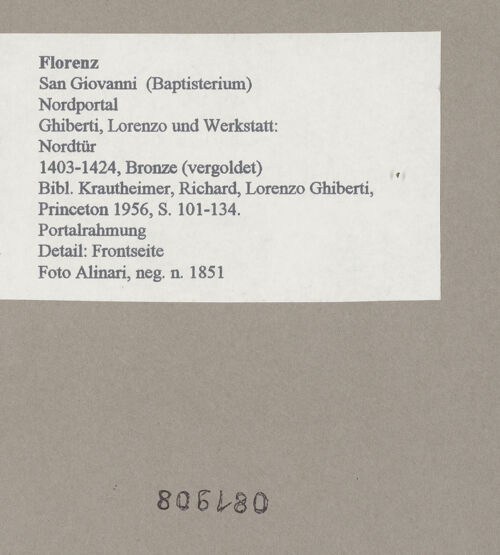 Florenz
San Giovanni (Baptisterium)
Nordportal
Ghiberti, Lorenzo und Werkstatt:
Nordtür
1403-1424, Bronze (vergoldet)
Bibl. Krautheimer, Richard, Lorenzo Ghiberti,
Princeton 1956, S. 101-134.
Portalrahmung
Detail: Frontseite
Foto Alinari, neg. n. 1851